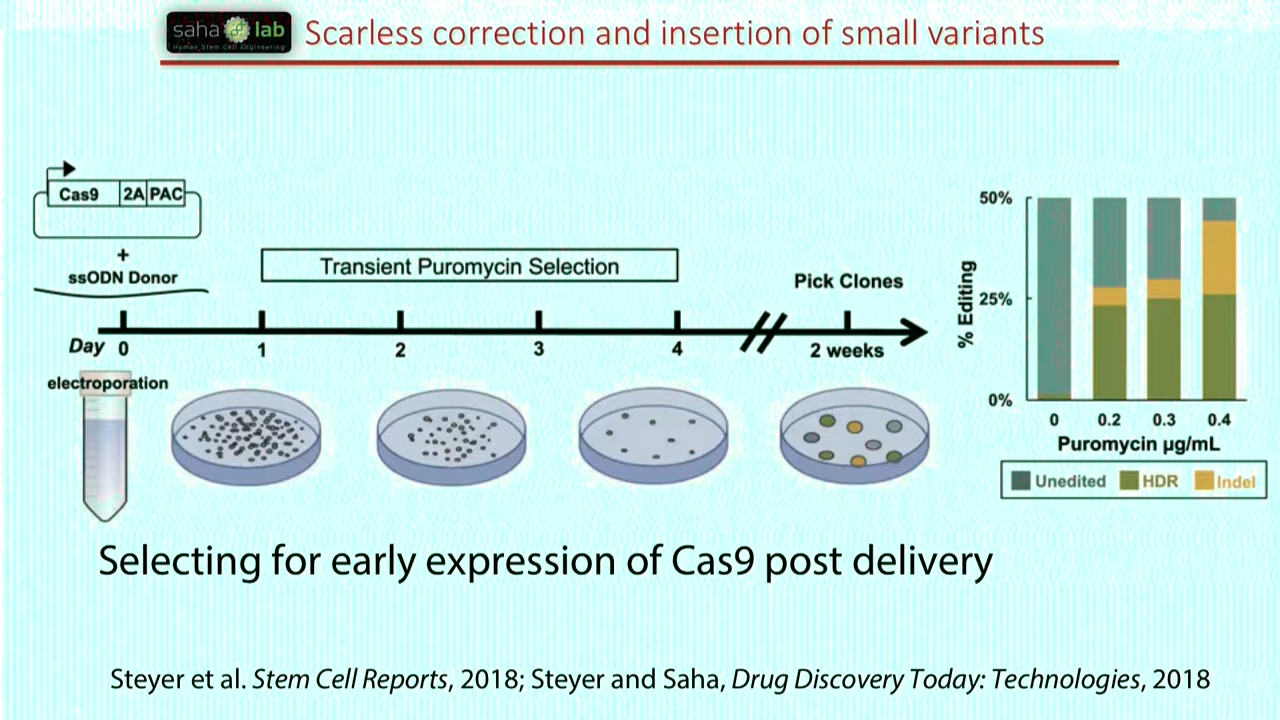 saha lab
Human Stem Cell Engineering
Scarless correction and insertion of small variants
Cas9 2A PAC
+
ssODN Donor
Transient Puromycin Selection
Pick Clones
Day 0 1 2 3 4 2 weeks
electroporation
50%
25%
0%
% Editing
0 0.2 0.3 0.4
Puromycin µg/mL
Unedited HDR Indel
Selecting for early expression of Cas9 post delivery
Steyer et al. Stem Cell Reports, 2018; Steyer and Saha, Drug Discovery Today: Technologies, 2018